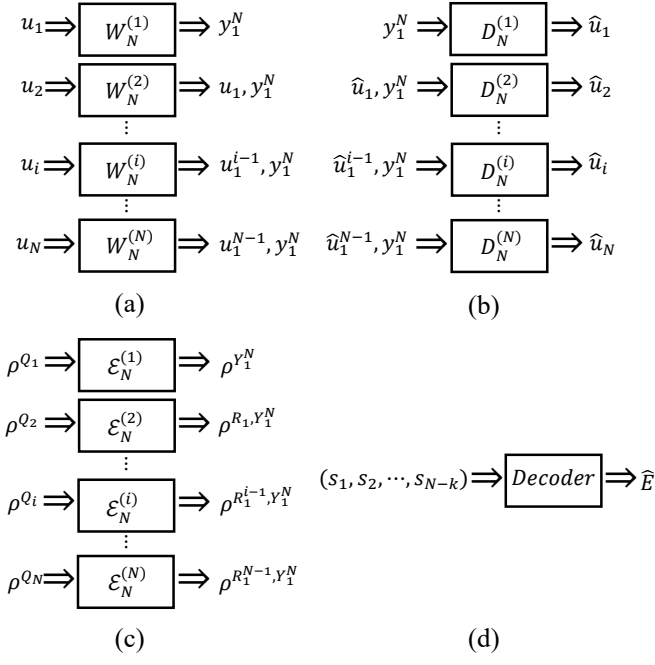 u_1 ⇒ W_N^{(1)} ⇒ y_1^N
u_2 ⇒ W_N^{(2)} ⇒ u_1, y_1^N
⋮
u_i ⇒ W_N^{(i)} ⇒ u_1^{i-1}, y_1^N
⋮
u_N ⇒ W_N^{(N)} ⇒ u_1^{N-1}, y_1^N
(a)
y_1^N ⇒ D_N^{(1)} ⇒ û_1
û_1, y_1^N ⇒ D_N^{(2)} ⇒ û_2
⋮
û_1^{i-1}, y_1^N ⇒ D_N^{(i)} ⇒ û_i
⋮
û_1^{N-1}, y_1^N ⇒ D_N^{(N)} ⇒ û_N
(b)
ρ^{Q_1} ⇒ ℰ_N^{(1)} ⇒ ρ^{Y_1^N}
ρ^{Q_2} ⇒ ℰ_N^{(2)} ⇒ ρ^{R_1, Y_1^N}
⋮
ρ^{Q_i} ⇒ ℰ_N^{(i)} ⇒ ρ^{R_1^{i-1}, Y_1^N}
⋮
ρ^{Q_N} ⇒ ℰ_N^{(N)} ⇒ ρ^{R_1^{N-1}, Y_1^N}
(c)
(s_1, s_2, ⋯, s_{N-k}) ⇒ Decoder ⇒ Ê
(d)